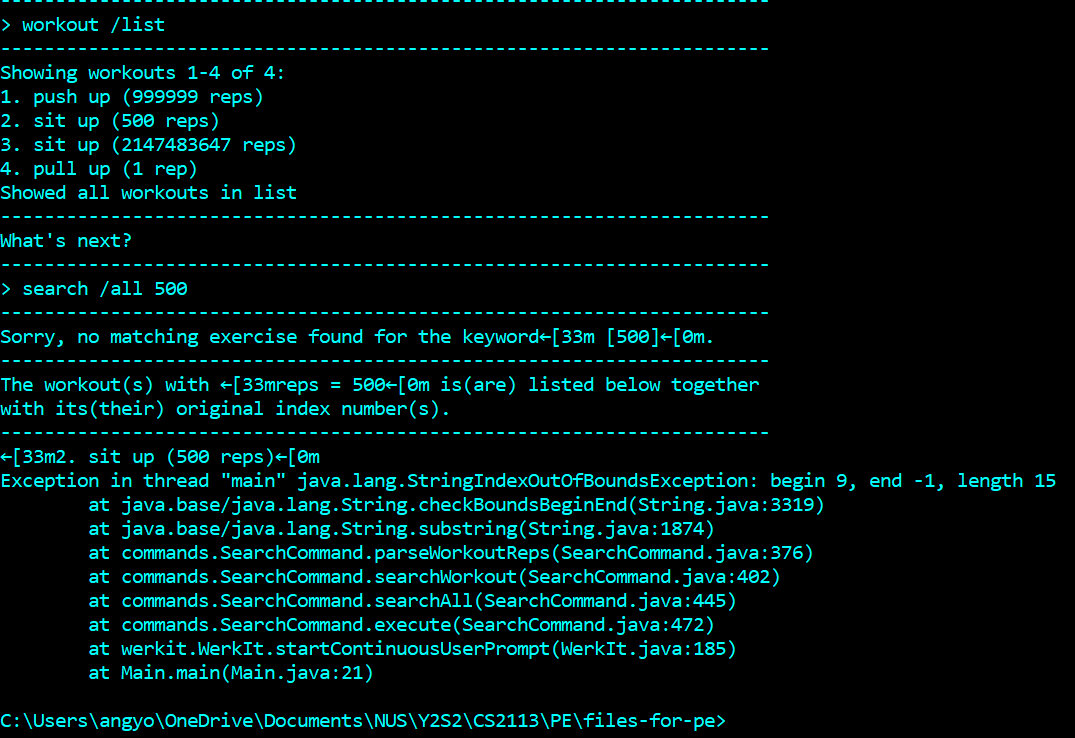 ----------------------------------------------------------------------
> workout /list
----------------------------------------------------------------------
Showing workouts 1-4 of 4:
1. push up (999999 reps)
2. sit up (500 reps)
3. sit up (2147483647 reps)
4. pull up (1 rep)
Showed all workouts in list
----------------------------------------------------------------------
What's next?
----------------------------------------------------------------------
> search /all 500
----------------------------------------------------------------------
Sorry, no matching exercise found for the keyword←[33m [500]←[0m.
----------------------------------------------------------------------
The workout(s) with ←[33mreps = 500←[0m is(are) listed below together
with its(their) original index number(s).
----------------------------------------------------------------------
←[33m2. sit up (500 reps)←[0m
Exception in thread "main" java.lang.StringIndexOutOfBoundsException: begin 9, end -1, length 15
        at java.base/java.lang.String.checkBoundsBeginEnd(String.java:3319)
        at java.base/java.lang.String.substring(String.java:1874)
        at commands.SearchCommand.parseWorkoutReps(SearchCommand.java:376)
        at commands.SearchCommand.searchWorkout(SearchCommand.java:402)
        at commands.SearchCommand.searchAll(SearchCommand.java:445)
        at commands.SearchCommand.execute(SearchCommand.java:472)
        at werkit.WerkIt.startContinuousUserPrompt(WerkIt.java:185)
        at Main.main(Main.java:21)
C:\Users\angyo\OneDrive\Documents\NUS\Y2S2\CS2113\PE\files-for-pe>